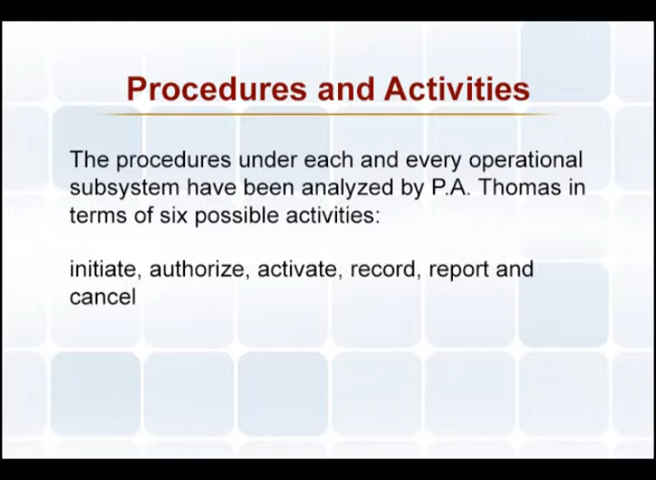 Procedures and Activities
The procedures under each and every operational
subsystem have been analyzed by P.A. Thomas in
terms of six possible activities:
initiate, authorize, activate, record, report and
cancel